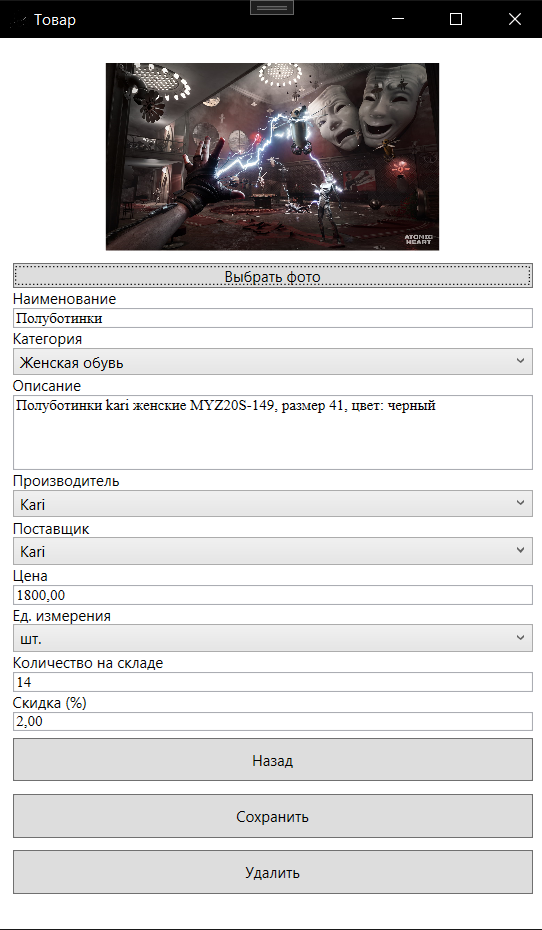 Товар
ATOMIC
HEART
Выбрать фото
Наименование
Полуботинки
Категория
Женская обувь
Описание
Полуботинки kari женские MYZ20S-149, размер 41, цвет: черный
Производитель
Kari
Поставщик
Kari
Цена
1800,00
Ед. измерения
шт.
Количество на складе
14
Скидка (%)
2,00
Назад
Сохранить
Удалить